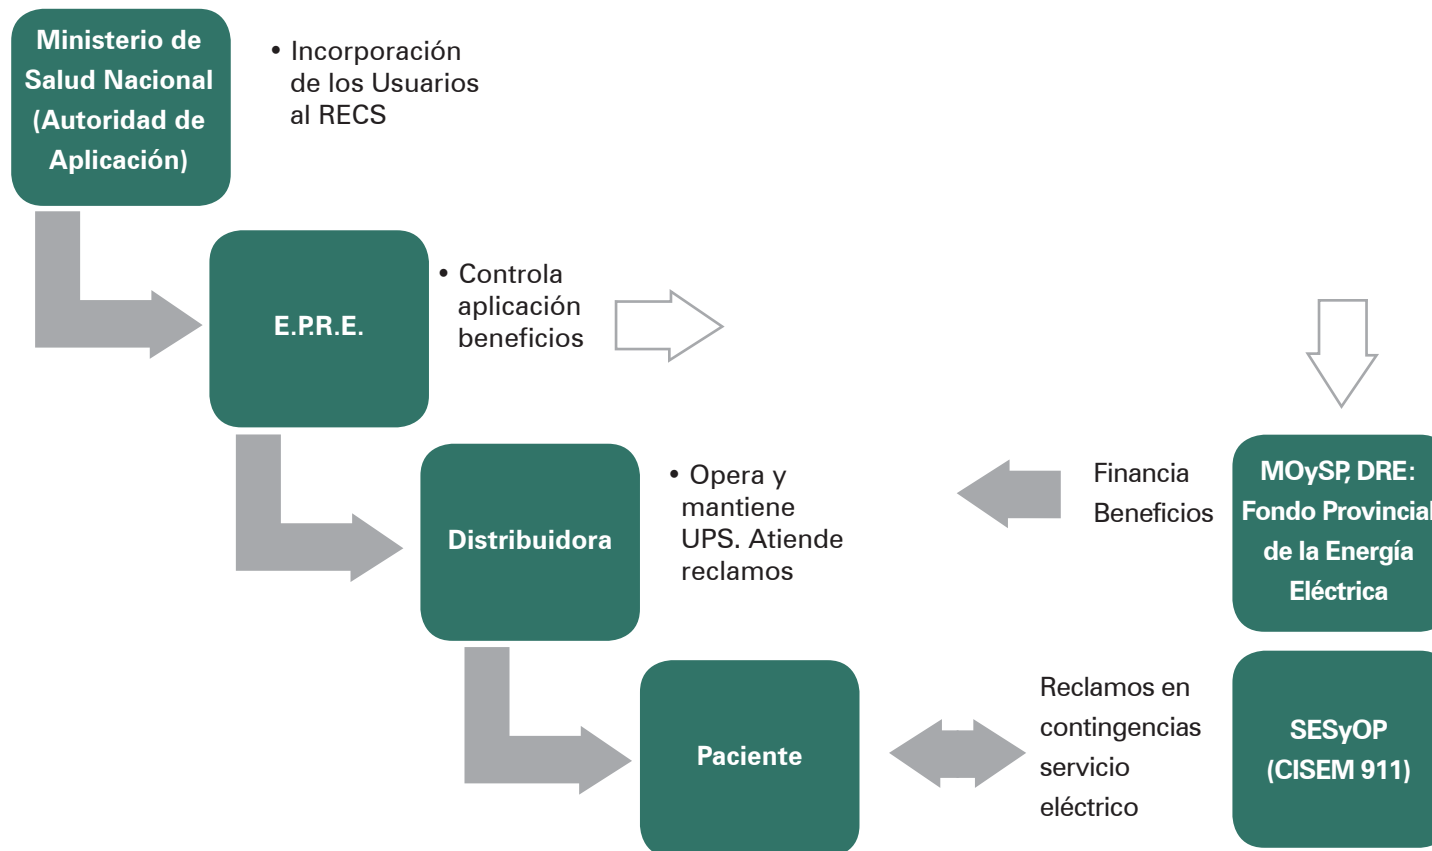 Ministerio de
Salud Nacional
(Autoridad de
Aplicación)
• Incorporación
de los Usuarios
al RECS
E.P.R.E.
• Controla
aplicación
beneficios
Distribuidora
• Opera y
mantiene
UPS. Atiende
reclamos
Financia
Beneficios
MOySP, DRE:
Fondo Provincial
de la Energía
Eléctrica
Paciente
Reclamos en
contingencias
servicio
eléctrico
SESyOP
(CISEM 911)